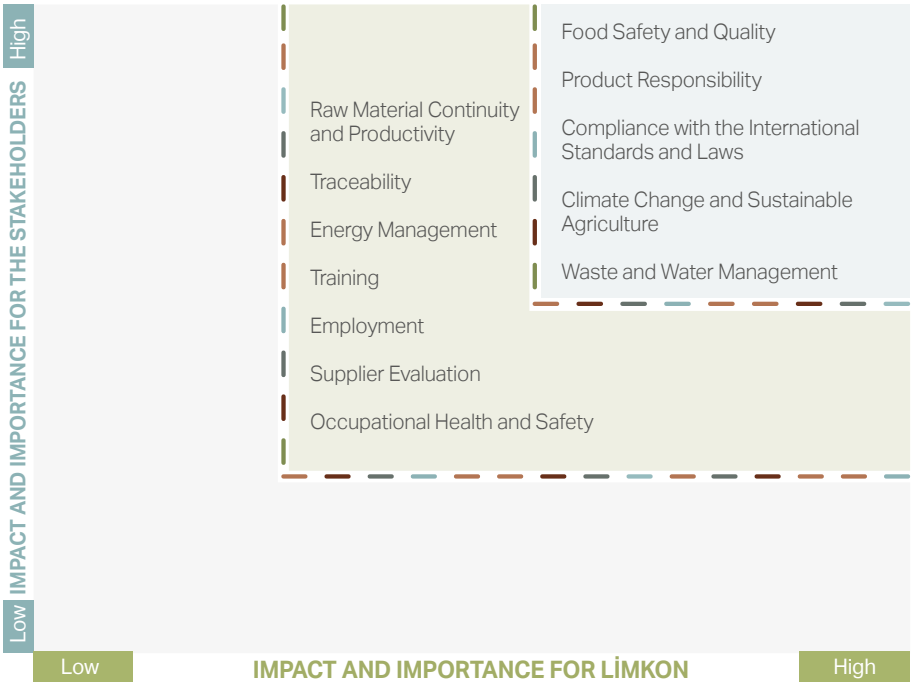 High
IMPACT AND IMPORTANCE FOR THE STAKEHOLDERS
Low
Raw Material Continuity
and Productivity
Traceability
Energy Management
Training
Employment
Supplier Evaluation
Occupational Health and Safety
Food Safety and Quality
Product Responsibility
Compliance with the International
Standards and Laws
Climate Change and Sustainable
Agriculture
Waste and Water Management
Low
IMPACT AND IMPORTANCE FOR LİMKON
High